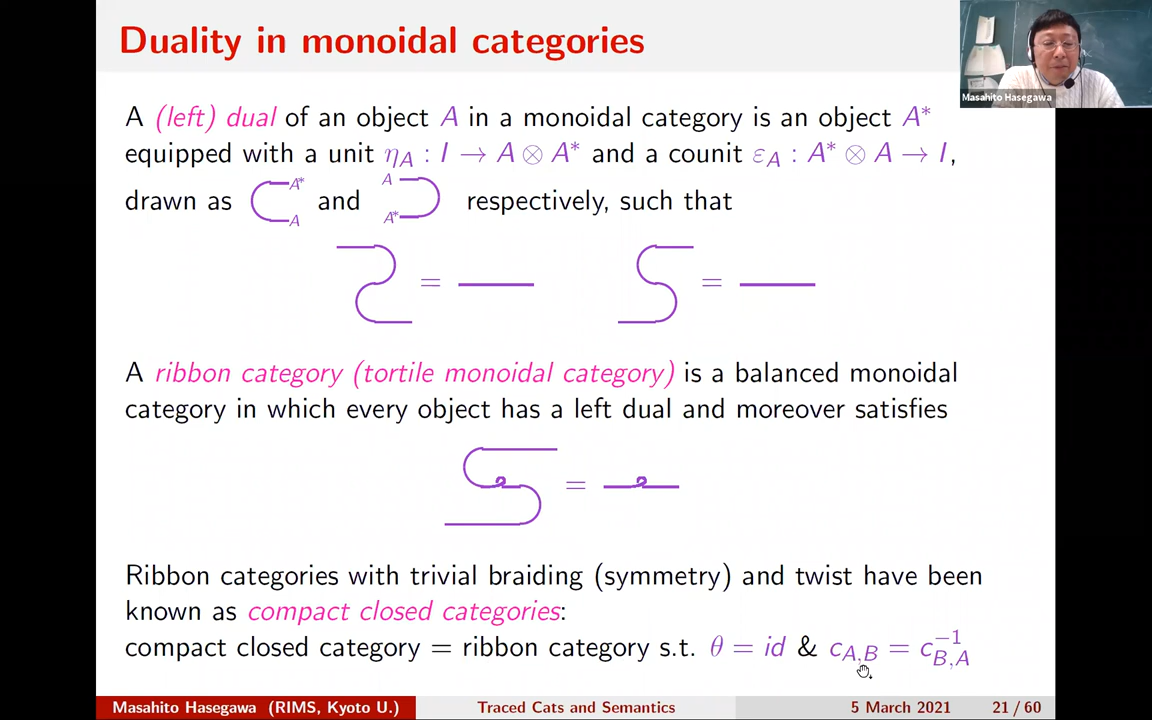 Duality in monoidal categories
Masahito Hasegawa
A (left) dual of an object A in a monoidal category is an object A*
equipped with a unit η_A : I → A ⊗ A* and a counit ε_A : A* ⊗ A → I,
A*
A
drawn as and respectively, such that
A
A*
=
=
A ribbon category (tortile monoidal category) is a balanced monoidal
category in which every object has a left dual and moreover satisfies
=
Ribbon categories with trivial braiding (symmetry) and twist have been
known as compact closed categories:
compact closed category = ribbon category s.t. θ = id & c_{A,B} = c_{B,A}^{-1}
Masahito Hasegawa (RIMS, Kyoto U.)
Traced Cats and Semantics
5 March 2021
21 / 60